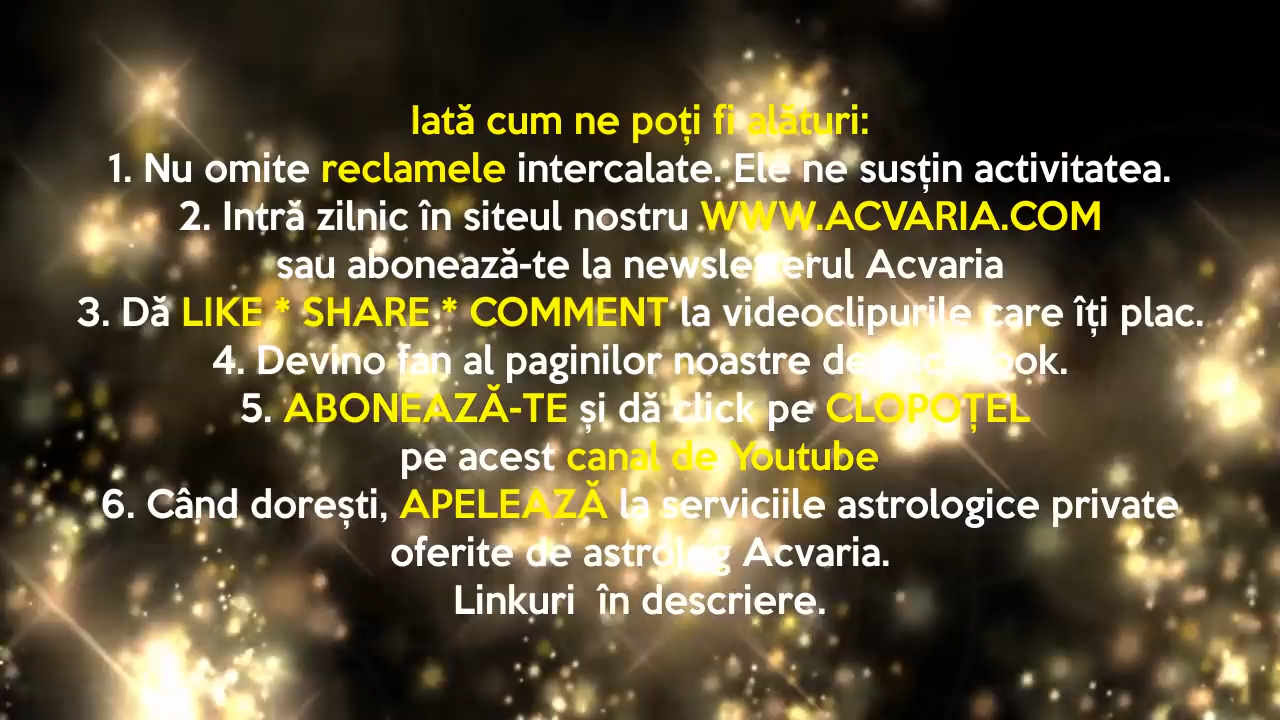 Iată cum ne poți fi alături:
1. Nu omite reclamele intercalate. Ele ne susțin activitatea.
2. Intră zilnic în siteul nostru WWW.ACVARIA.COM
sau abonează-te la newsletterul Acvaria
3. Dă LIKE * SHARE * COMMENT la videoclipurile care îți plac.
4. Devino fan al paginilor noastre de Facebook.
5. ABONEAZĂ-TE și dă click pe CLOPOȚEL
pe acest canal de Youtube
6. Când dorești, APELEAZĂ la serviciile astrologice private
oferite de astrolog Acvaria.
Linkuri în descriere.